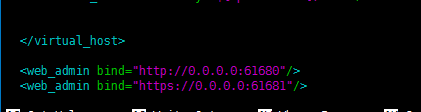 </virtual_host>
<web_admin bind="http://0.0.0.0:61680"/>
<web_admin bind="https://0.0.0.0:61681"/>